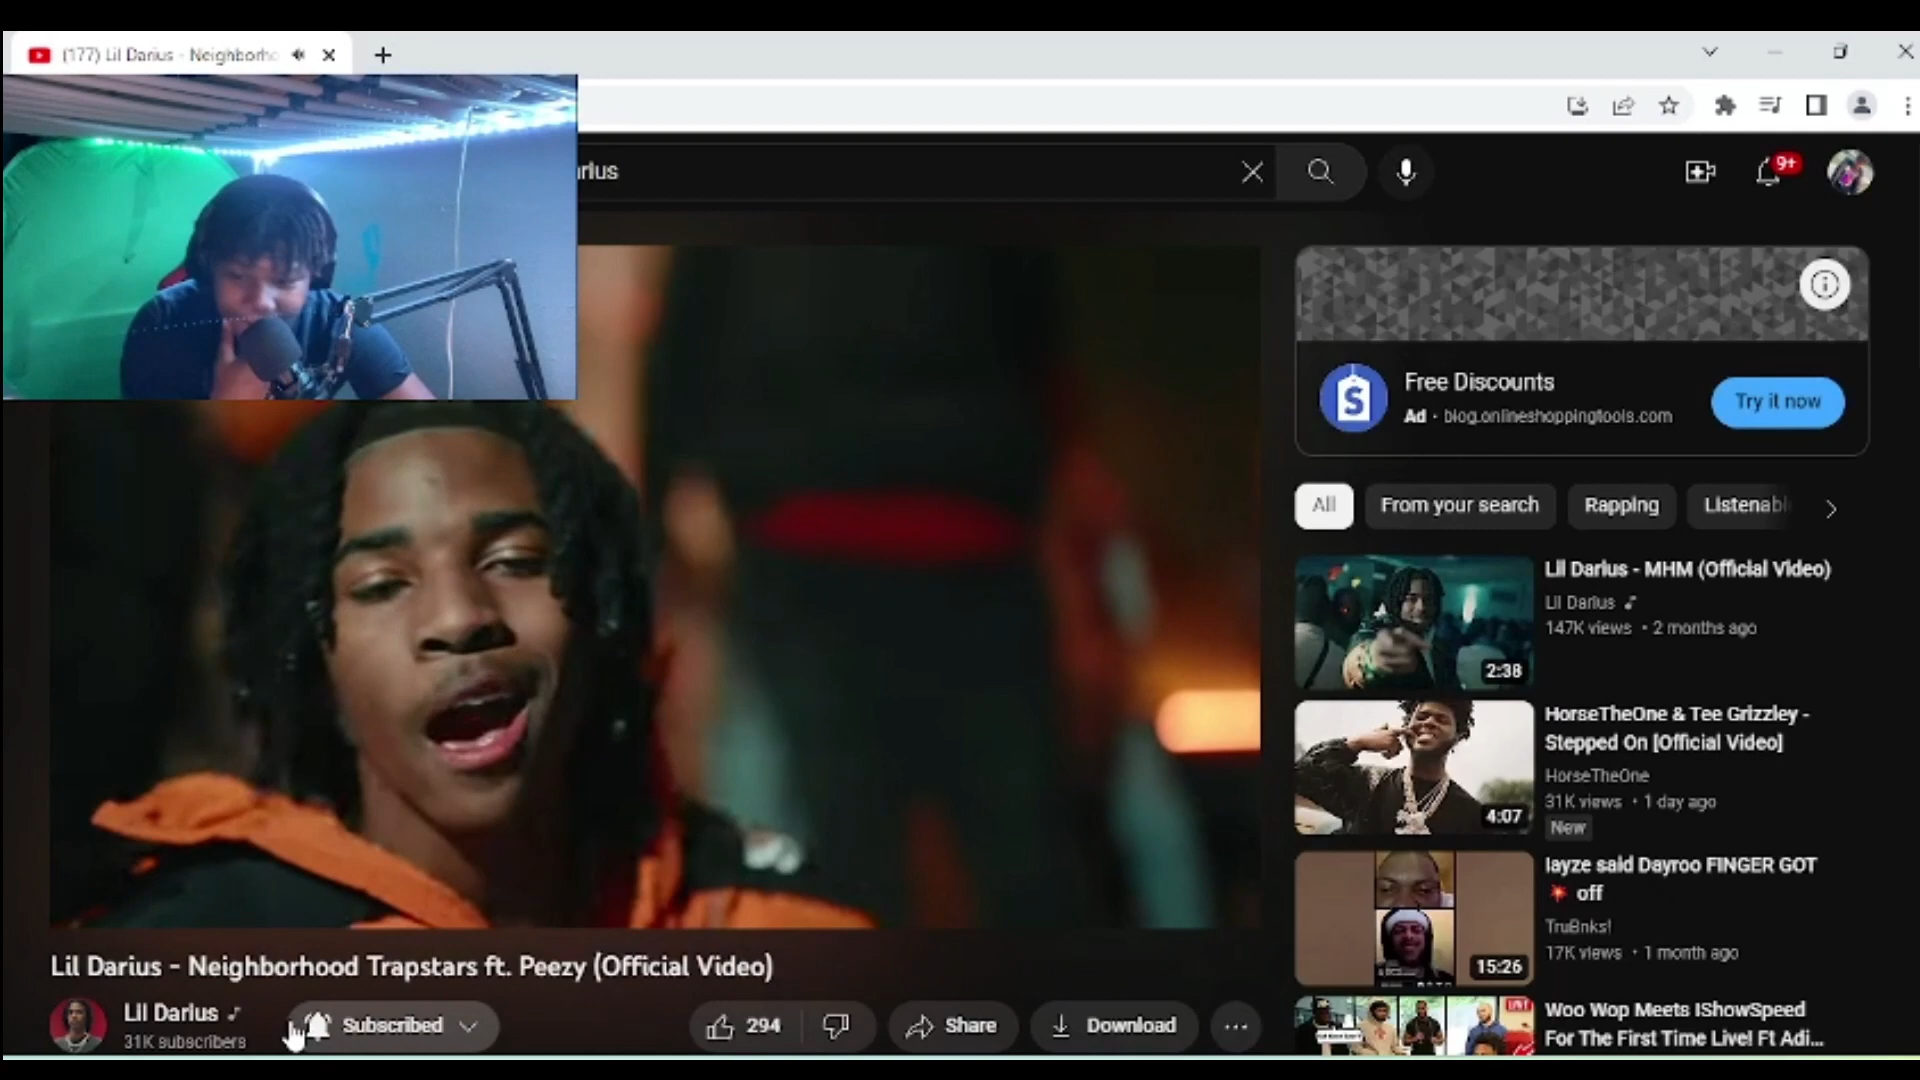 (177) Lil Darius - Neighborho
arius
9+
Free Discounts
S
Ad · blog.onlineshoppingtools.com
Try it now
All
From your search
Rapping
Listenabl
Lil Darius - MHM (Official Video)
Lil Darius
147K views • 2 months ago
2:38
HorseTheOne & Tee Grizzley -
Stepped On [Official Video]
HorseTheOne
31K views • 1 day ago
New
4:07
Iayze said Dayroo FINGER GOT
💥 off
TruBnks!
17K views • 1 month ago
15:26
Woo Wop Meets IShowSpeed
For The First Time Live! Ft Adi...
LIVE
Lil Darius - Neighborhood Trapstars ft. Peezy (Official Video)
Lil Darius
31K subscribers
Subscribed
294
Share
Download